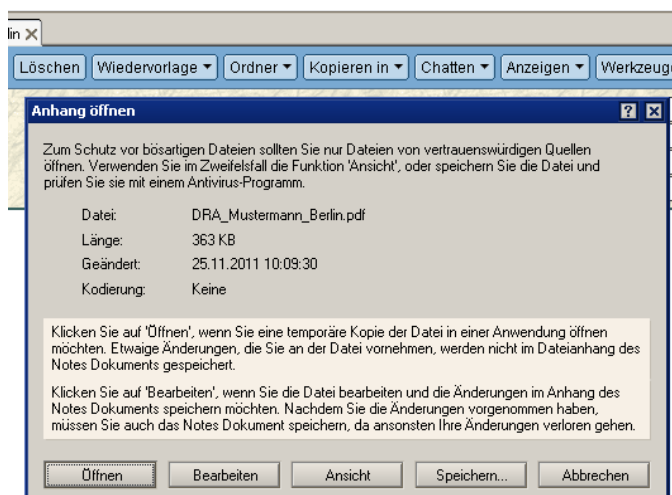 lin
Löschen Wiedervorlage Ordner Kopieren in Chatten Anzeigen Werkzeug
Anhang öffnen
Zum Schutz vor bösartigen Dateien sollten Sie nur Dateien von vertrauenswürdigen Quellen
öffnen. Verwenden Sie im Zweifelsfall die Funktion 'Ansicht', oder speichern Sie die Datei und
prüfen Sie sie mit einem Antivirus-Programm.
Datei: DRA_Mustermann_Berlin.pdf
Länge: 363 KB
Geändert: 25.11.2011 10:09:30
Kodierung: Keine
Klicken Sie auf 'Öffnen', wenn Sie eine temporäre Kopie der Datei in einer Anwendung öffnen
möchten. Etwaige Änderungen, die Sie an der Datei vornehmen, werden nicht im Dateianhang des
Notes Dokuments gespeichert.
Klicken Sie auf 'Bearbeiten', wenn Sie die Datei bearbeiten und die Änderungen im Anhang des
Notes Dokuments speichern möchten. Nachdem Sie die Änderungen vorgenommen haben,
müssen Sie auch das Notes Dokument speichern, da ansonsten Ihre Änderungen verloren gehen.
Öffnen Bearbeiten Ansicht Speichern... Abbrechen